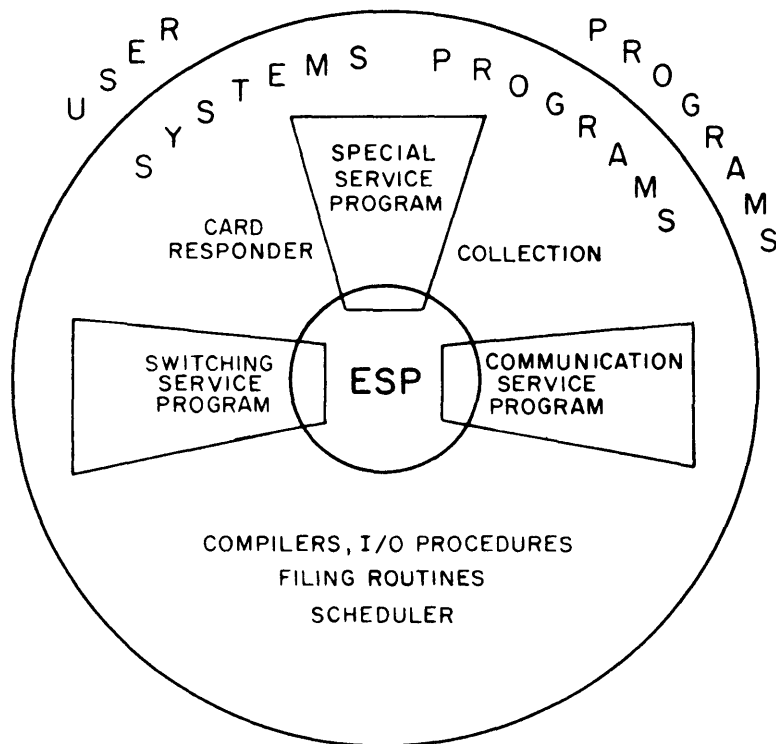 USER PROGRAMS
SYSTEMS PROGRAMS
SPECIAL
SERVICE
PROGRAM
CARD
RESPONDER
COLLECTION
SWITCHING
SERVICE
PROGRAM
ESP
COMMUNICATION
SERVICE
PROGRAM
COMPILERS, I/O PROCEDURES
FILING ROUTINES
SCHEDULER